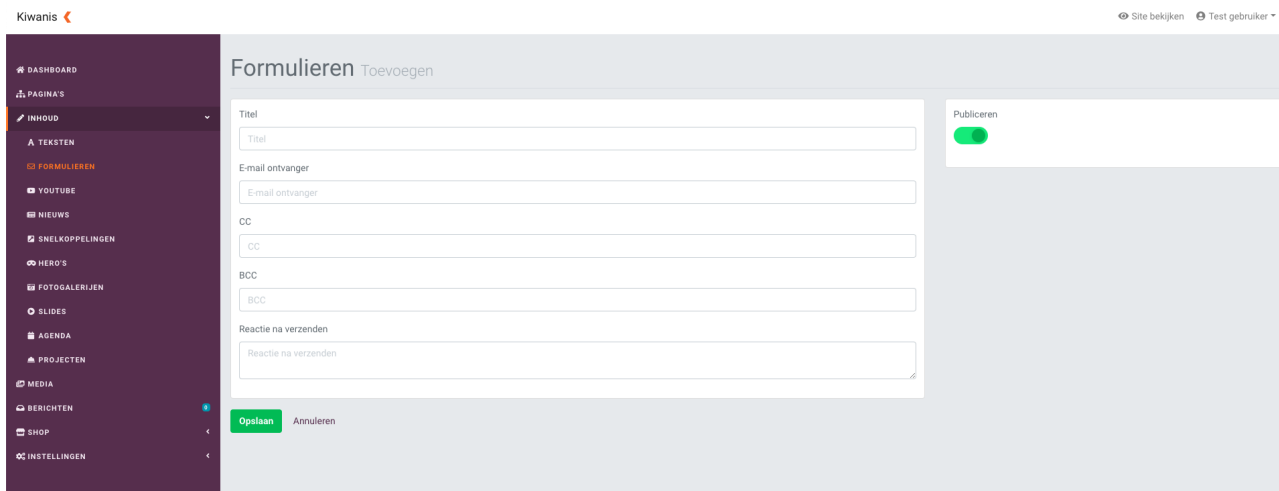 Kiwanis
Site bekijken
Test gebruiker
DASHBOARD
PAGINA'S
INHOUD
TEKSTEN
FORMULIEREN
YOUTUBE
NIEUWS
SNELKOPPELINGEN
HERO'S
FOTOGALERIJEN
SLIDES
AGENDA
PROJECTEN
MEDIA
BERICHTEN 0
SHOP
INSTELLINGEN
Formulieren Toevoegen
Titel
Titel
E-mail ontvanger
E-mail ontvanger
CC
CC
BCC
BCC
Reactie na verzenden
Reactie na verzenden
Opslaan Annuleren
Publiceren